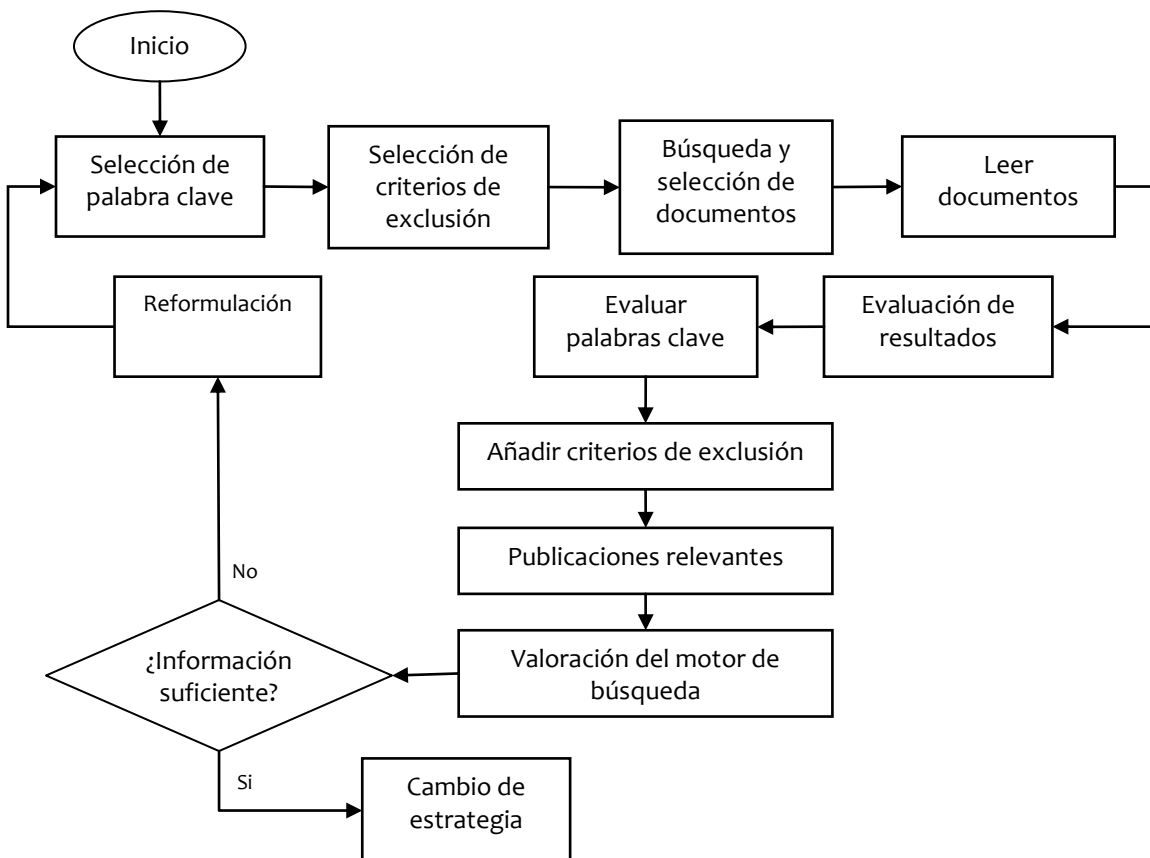 Inicio
Selección de
palabra clave
Selección de
criterios de
exclusión
Búsqueda y
selección de
documentos
Leer
documentos
Evaluación de
resultados
Evaluar
palabras clave
Añadir criterios de exclusión
Publicaciones relevantes
Valoración del motor de
búsqueda
¿Información
suficiente?
No
Reformulación
Si
Cambio de
estrategia